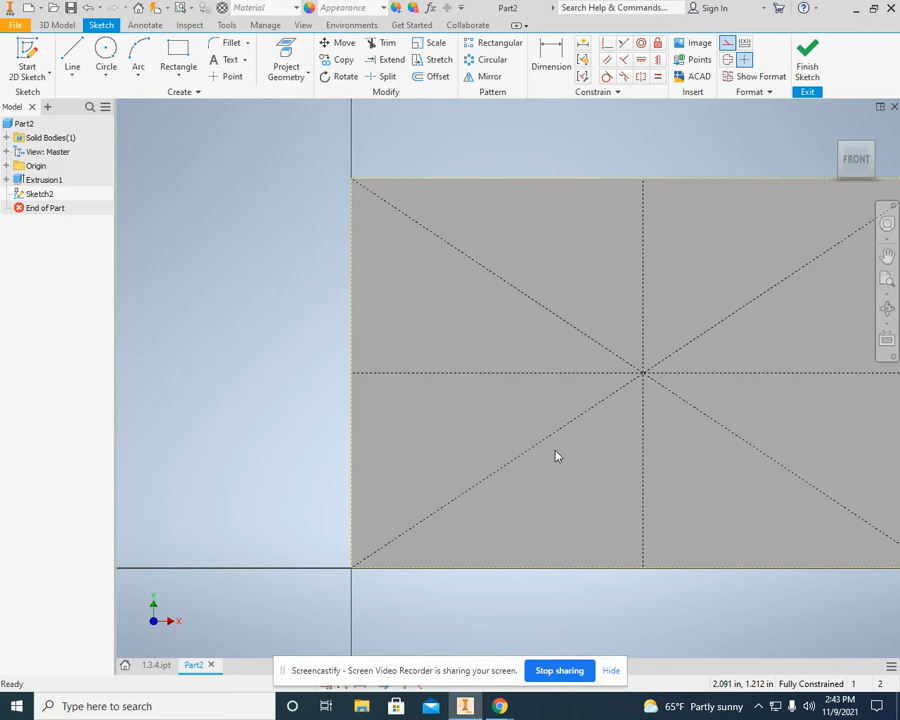 Material Appearance Part2 Search Help & Commands... Sign In
File 3D Model Sketch Annotate Inspect Tools Manage View Environments Get Started Collaborate
Start
2D Sketch
Line Circle Arc Rectangle
Fillet
Text
Point
Project
Geometry
Move Trim Scale
Copy Extend Stretch
Rotate Split Offset
Rectangular
Circular
Mirror
Dimension
Image
Points
ACAD
Show Format
Finish
Sketch
Sketch Create Modify Pattern Constrain Insert Format Exit
Model
Part2
Solid Bodies(1)
View: Master
Origin
Extrusion1
Sketch2
End of Part
FRONT
Y
X
1.3.4.ipt Part2
Screencastify - Screen Video Recorder is sharing your screen. Stop sharing Hide
Ready 2.091 in, 1.212 in Fully Constrained 1 2
Type here to search
65°F Partly sunny
2:43 PM
11/9/2021